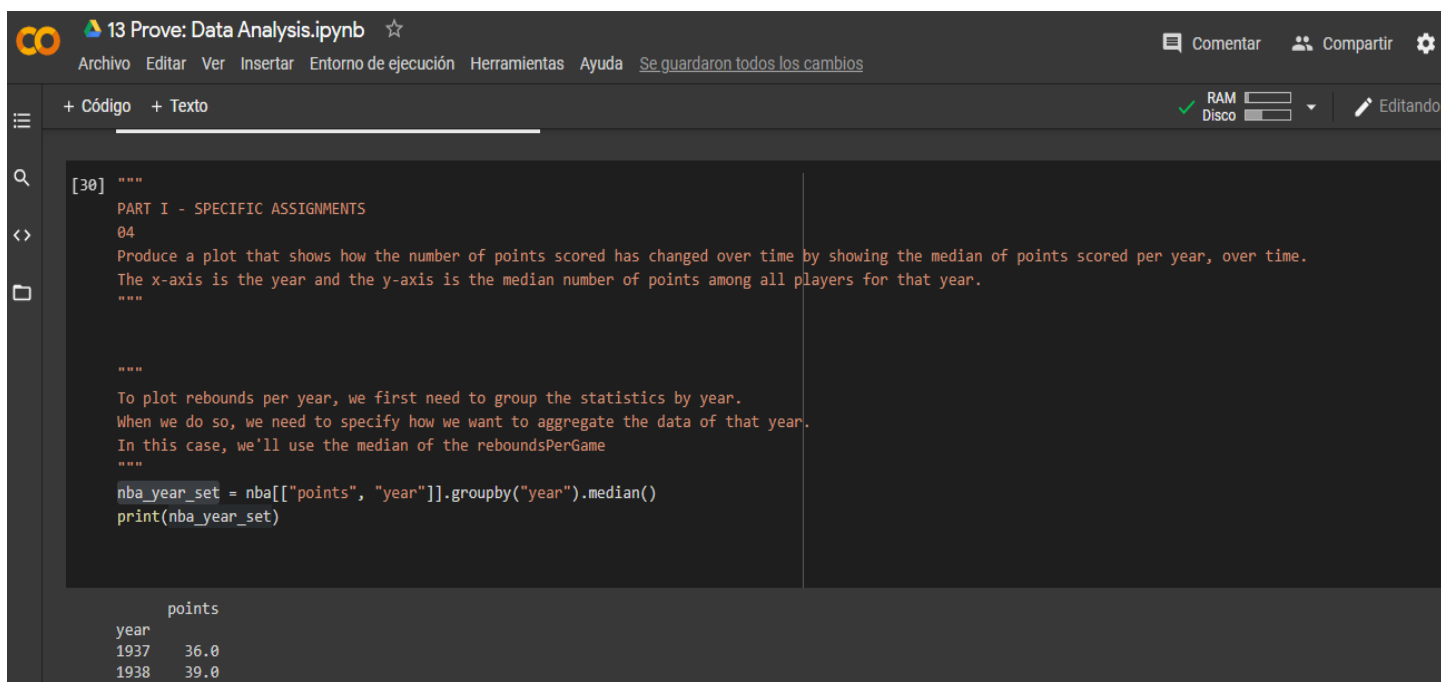 CO
13 Prove: Data Analysis.ipynb
Comentar
Compartir
Archivo Editar Ver Insertar Entorno de ejecución Herramientas Ayuda Se guardaron todos los cambios
+ Código + Texto
RAM
Disco
Editando
[30] """
PART I - SPECIFIC ASSIGNMENTS
04
Produce a plot that shows how the number of points scored has changed over time by showing the median of points scored per year, over time.
The x-axis is the year and the y-axis is the median number of points among all players for that year.
"""
"""
To plot rebounds per year, we first need to group the statistics by year.
When we do so, we need to specify how we want to aggregate the data of that year.
In this case, we'll use the median of the reboundsPerGame
"""
nba_year_set = nba[["points", "year"]].groupby("year").median()
print(nba_year_set)
points
year
1937 36.0
1938 39.0